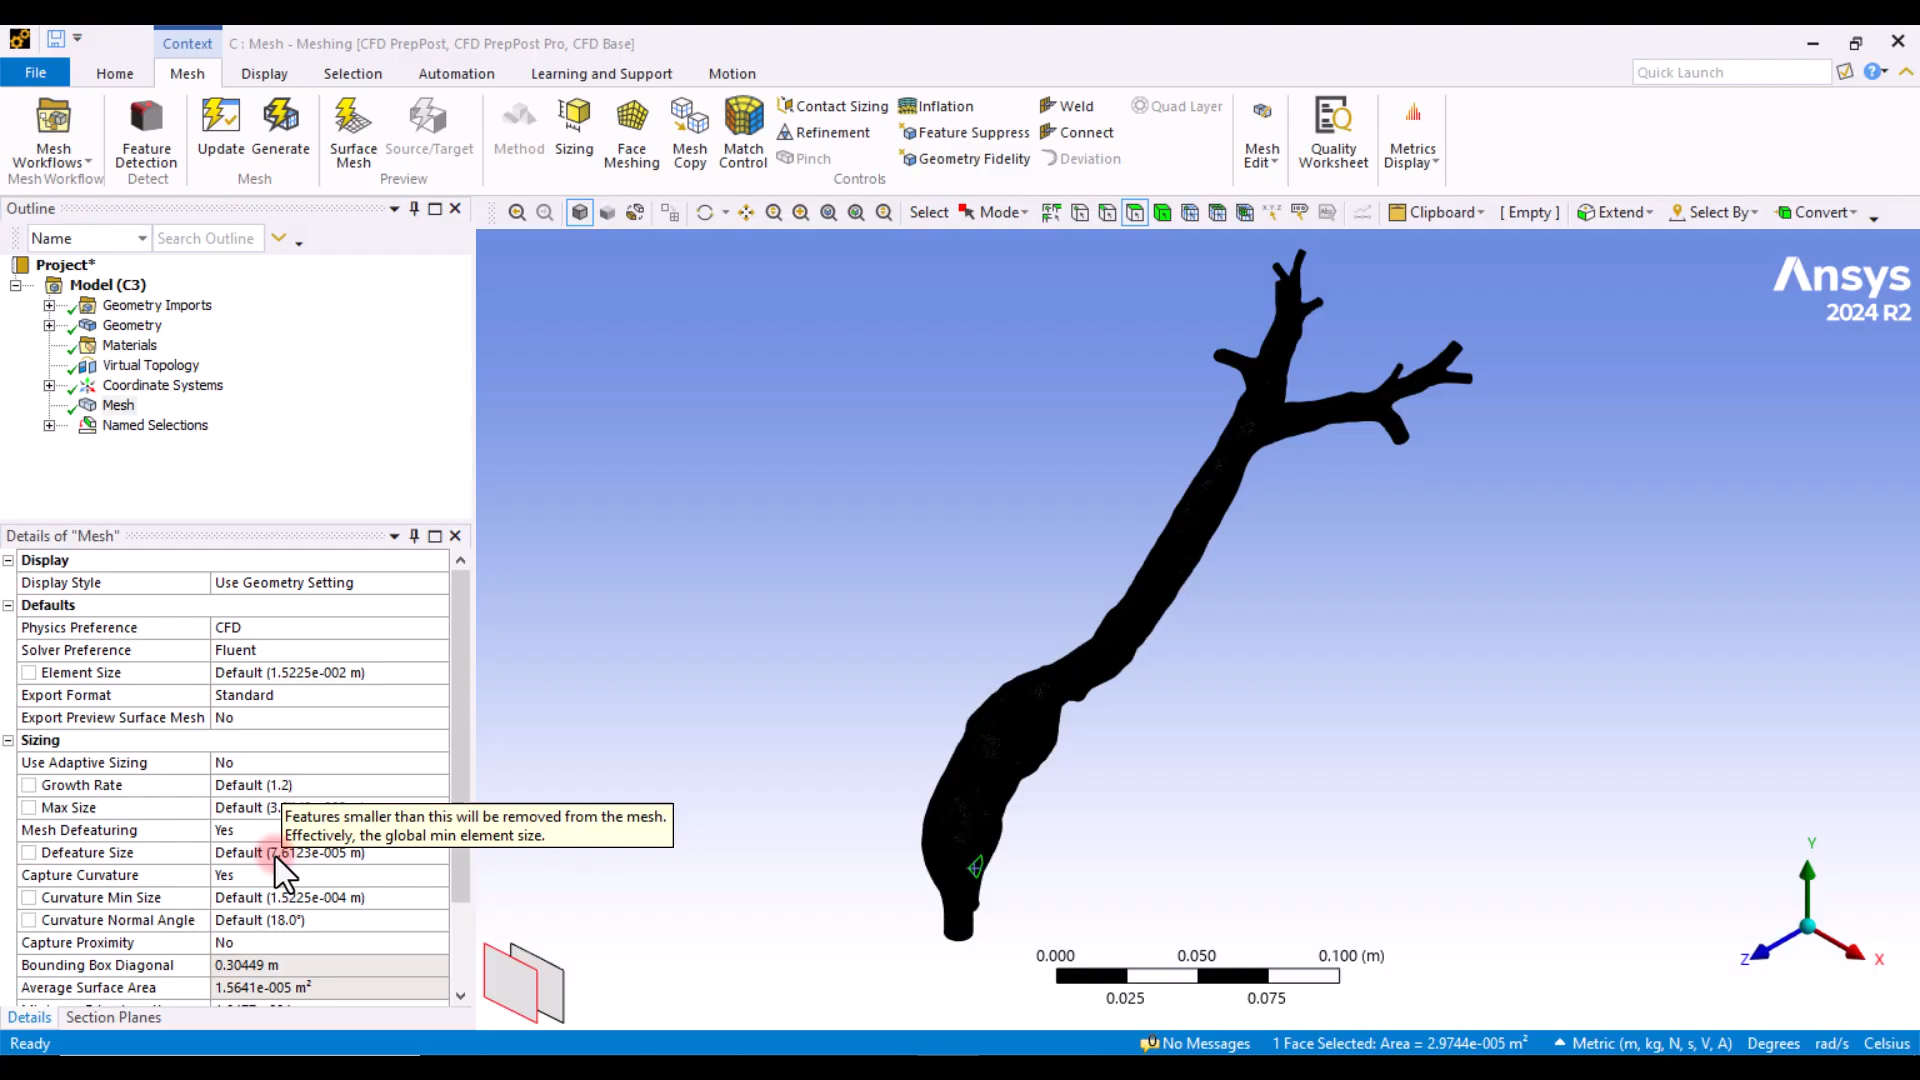 Context
C : Mesh - Meshing [CFD PrepPost, CFD PrepPost Pro, CFD Base]
File
Home
Mesh
Display
Selection
Automation
Learning and Support
Motion
Quick Launch
Mesh Workflows
Feature Detection
Update
Generate
Surface Mesh
Source/Target
Method
Sizing
Face Meshing
Mesh Copy
Match Control
Contact Sizing
Refinement
Pinch
Inflation
Feature Suppress
Geometry Fidelity
Weld
Connect
Deviation
Quad Layer
Mesh Edit
Quality Worksheet
Metrics Display
Mesh Workflow
Detect
Mesh
Preview
Controls
Outline
Select
Mode
Clipboard
[ Empty ]
Extend
Select By
Convert
Name
Search Outline
Project*
Model (C3)
Geometry Imports
Geometry
Materials
Virtual Topology
Coordinate Systems
Mesh
Named Selections
Ansys
2024 R2
Details of "Mesh"
Display
Display Style Use Geometry Setting
Defaults
Physics Preference CFD
Solver Preference Fluent
Element Size Default (1.5225e-002 m)
Export Format Standard
Export Preview Surface Mesh No
Sizing
Use Adaptive Sizing No
Growth Rate Default (1.2)
Max Size Default (3.
Features smaller than this will be removed from the mesh.
Effectively, the global min element size.
Mesh Defeaturing Yes
Defeature Size Default (7.6123e-005 m)
Capture Curvature Yes
Curvature Min Size Default (1.5225e-004 m)
Curvature Normal Angle Default (18.0°)
Capture Proximity No
Bounding Box Diagonal 0.30449 m
Average Surface Area 1.5641e-005 m²
Details
Section Planes
0.000 0.050 0.100 (m)
0.025 0.075
Y
Z
X
Ready
0 No Messages
1 Face Selected: Area = 2.9744e-005 m²
Metric (m, kg, N, s, V, A)
Degrees
rad/s
Celsius